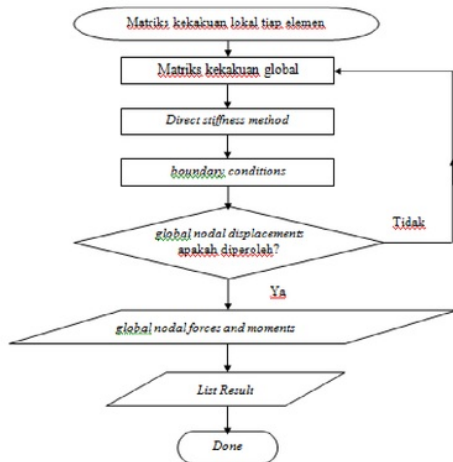 Matriks kekakuan lokal tiap elemen
Matriks kekakuan global
Direct stiffness method
boundary conditions
global nodal displacements
apakah diperoleh?
Tidak
Ya
global nodal forces and moments
List Result
Done